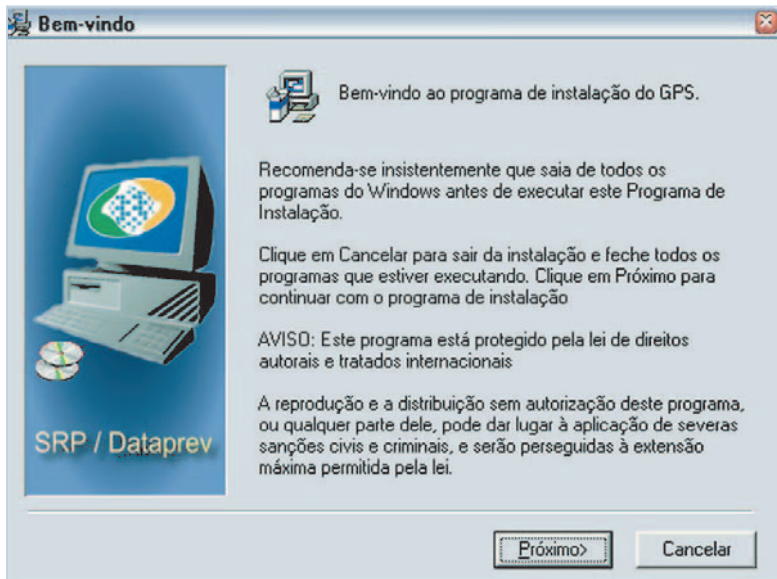 Bem-vindo
Bem-vindo ao programa de instalação do GPS.
Recomenda-se insistentemente que saia de todos os
programas do Windows antes de executar este Programa de
Instalação.
Clique em Cancelar para sair da instalação e feche todos os
programas que estiver executando. Clique em Próximo para
continuar com o programa de instalação
AVISO: Este programa está protegido pela lei de direitos
autorais e tratados internacionais
A reprodução e a distribuição sem autorização deste programa,
ou qualquer parte dele, pode dar lugar à aplicação de severas
sanções civis e criminais, e serão perseguidas à extensão
máxima permitida pela lei.
SRP / Dataprev
Próximo>
Cancelar